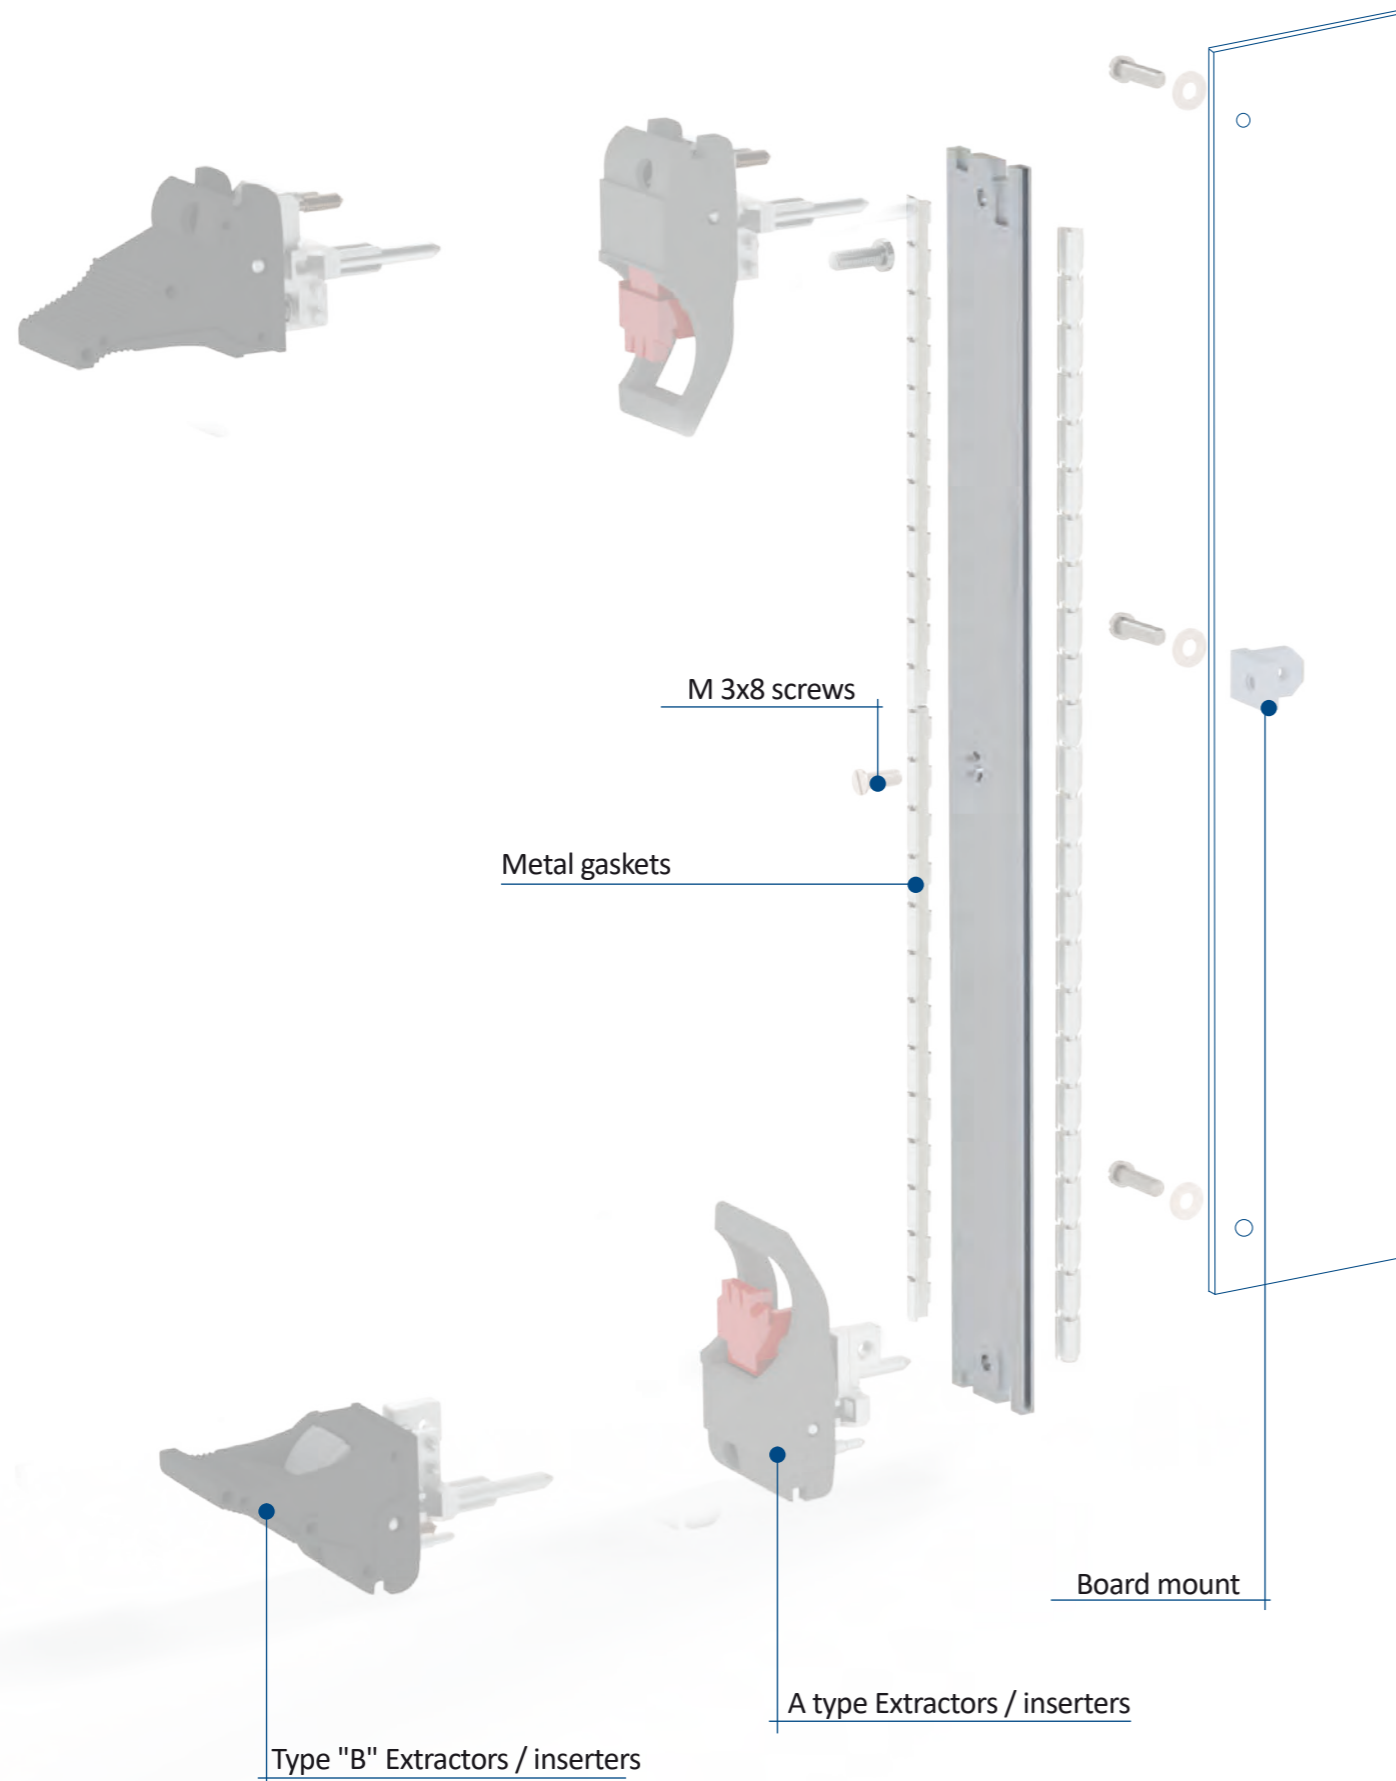 M 3x8 screws
Metal gaskets
Board mount
A type Extractors / inserters
Type "B" Extractors / inserters